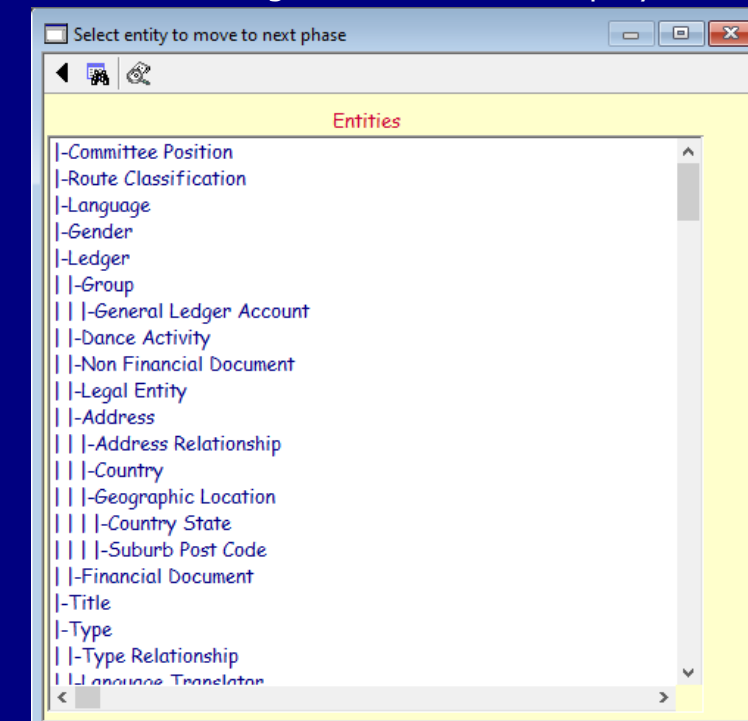 Select entity to move to next phase
Entities
|-Committee Position
|-Route Classification
|-Language
|-Gender
|-Ledger
| |-Group
| | |-General Ledger Account
| |-Dance Activity
| |-Non Financial Document
| |-Legal Entity
| |-Address
| | |-Address Relationship
| | |-Country
| | |-Geographic Location
| | | |-Country State
| | | |-Suburb Post Code
| |-Financial Document
|-Title
|-Type
| |-Type Relationship
| |-Language Translator